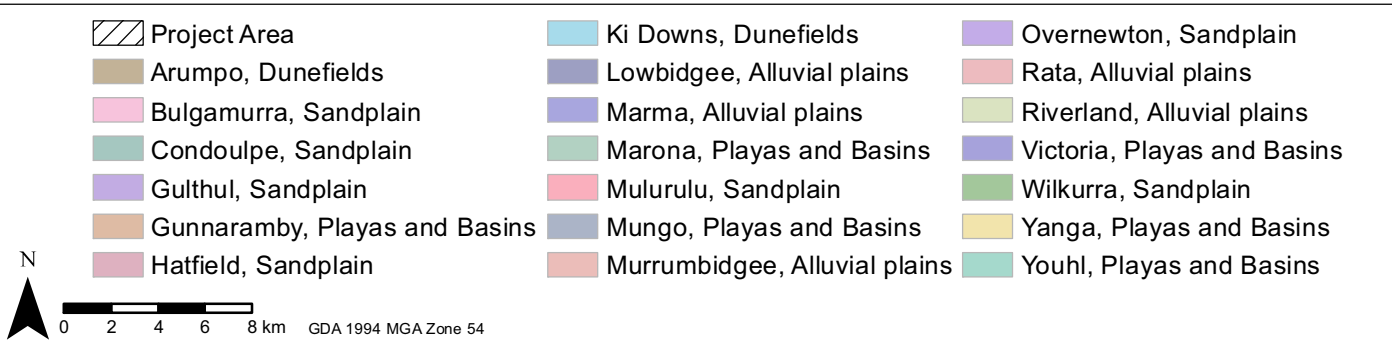 Project Area
Arumpo, Dunefields
Bulgamurra, Sandplain
Condoulpe, Sandplain
Gulthul, Sandplain
Gunnaramby, Playas and Basins
Hatfield, Sandplain
Ki Downs, Dunefields
Lowbidgee, Alluvial plains
Marma, Alluvial plains
Marona, Playas and Basins
Mulurulu, Sandplain
Mungo, Playas and Basins
Murrumbidgee, Alluvial plains
Overnewton, Sandplain
Rata, Alluvial plains
Riverland, Alluvial plains
Victoria, Playas and Basins
Wilkurra, Sandplain
Yanga, Playas and Basins
Youhl, Playas and Basins
N
0 2 4 6 8 km
GDA 1994 MGA Zone 54